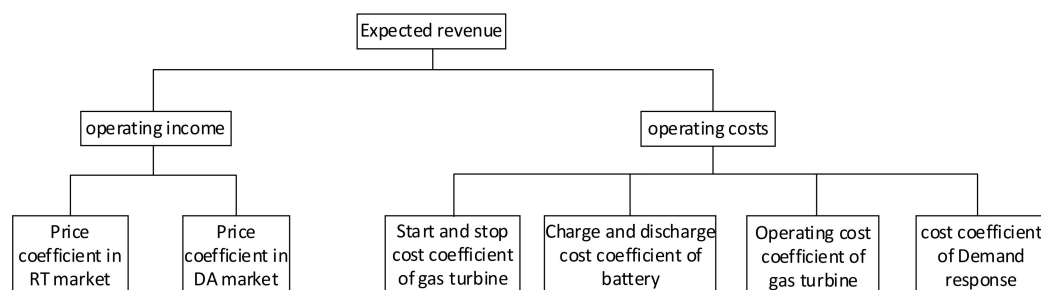 Expected revenue
operating income
operating costs
Price
coefficient in
RT market
Price
coefficient in
DA market
Start and stop
cost coefficient
of gas turbine
Charge and discharge
cost coefficient of
battery
Operating cost
coefficient of
gas turbine
cost coefficient
of Demand
response